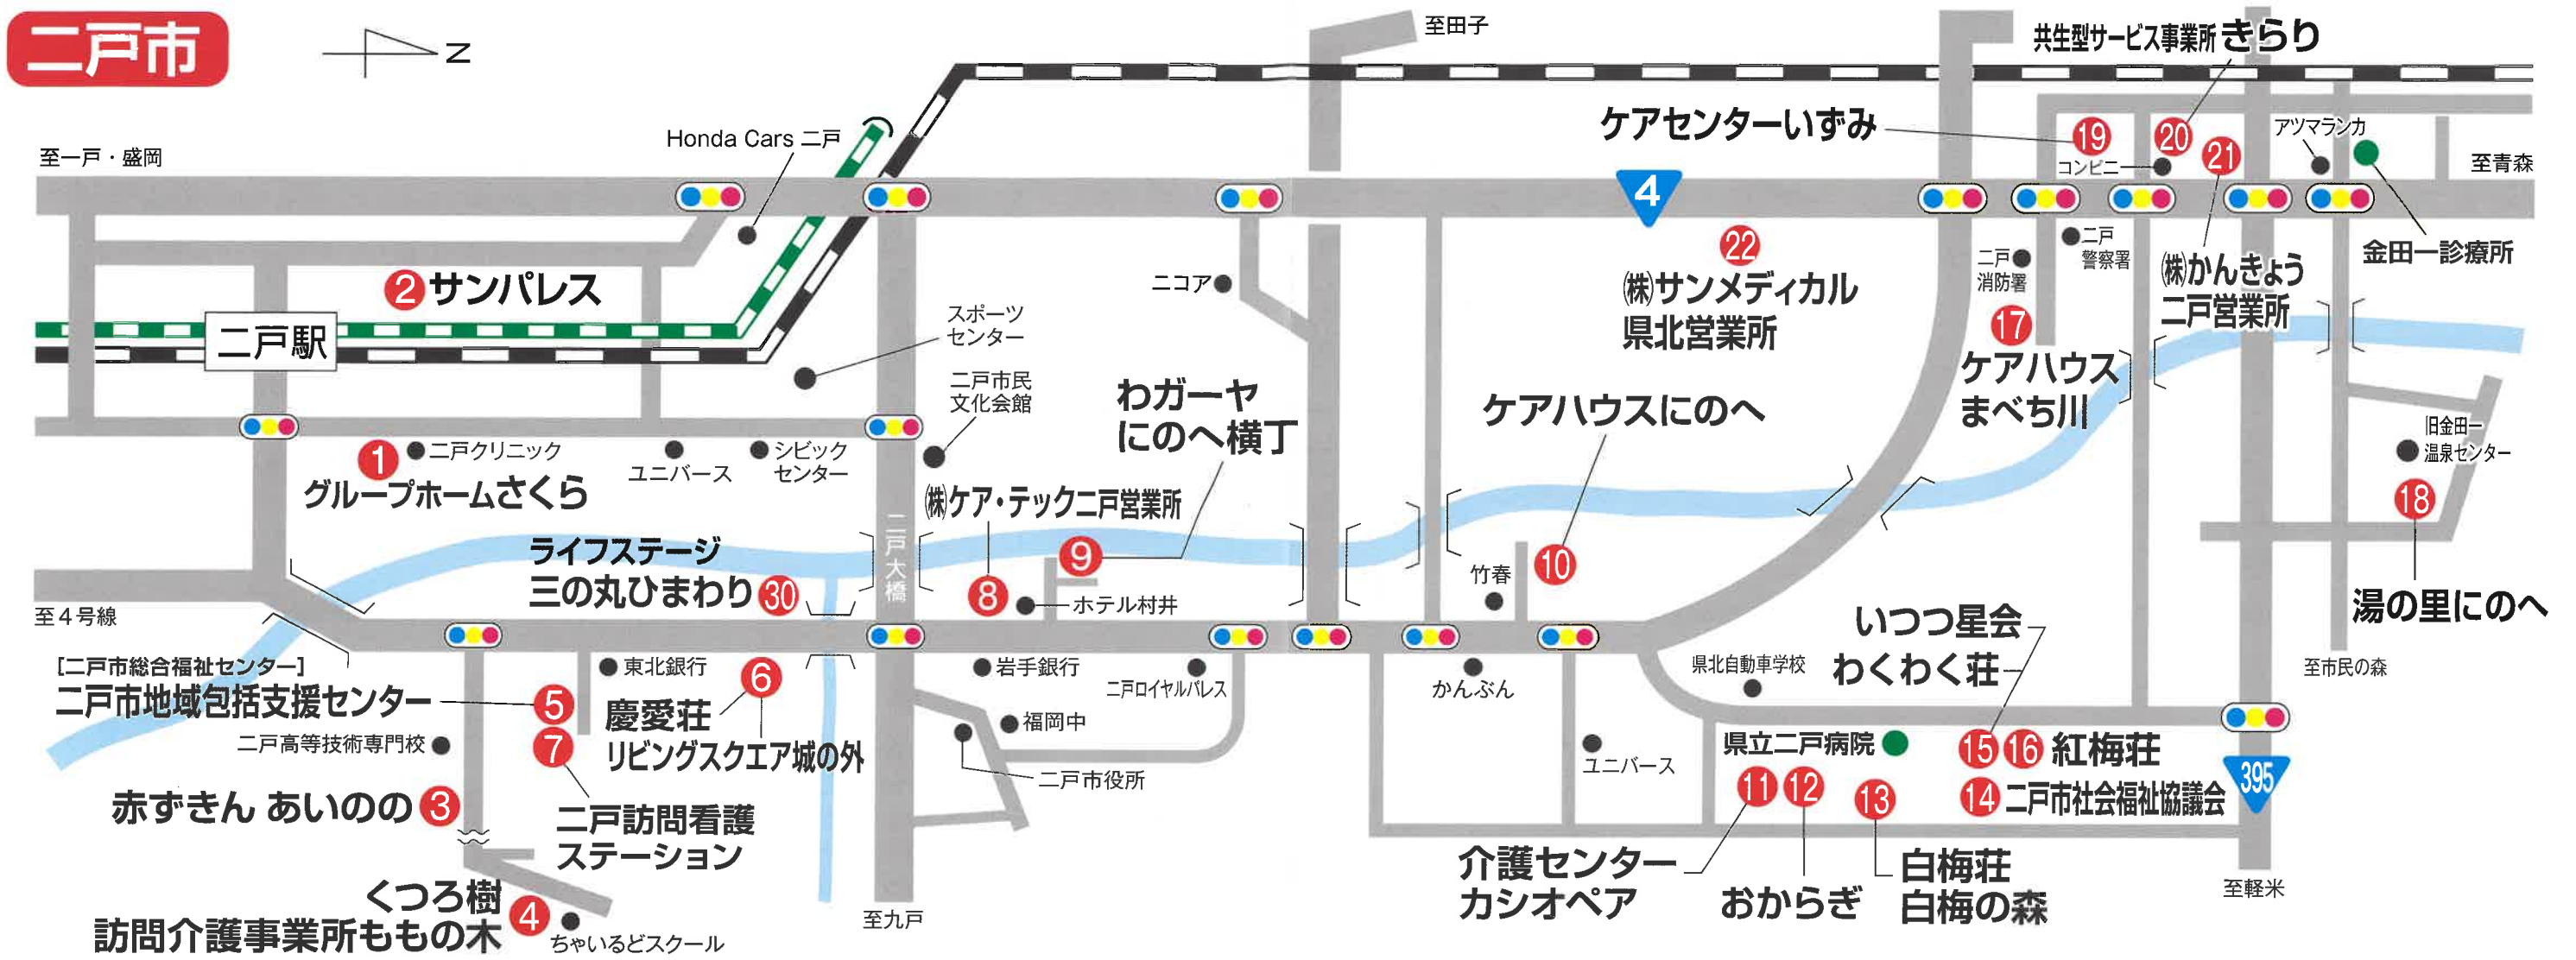 二戸市
N
至田子
共生型サービス事業所 きらり
ケアセンターいずみ
19
20
21
コンビニ
アツマランカ
至青森
Honda Cars 二戸
至一戸・盛岡
4
22
㈱サンメディカル
県北営業所
二戸
消防署
二戸
警察署
㈱かんきょう
二戸営業所
金田一診療所
2 サンパレス
二戸駅
スポーツ
センター
ニコア
17
ケアハウス
まべち川
二戸市民
文化会館
わガーヤ
にのへ横丁
ケアハウスにのへ
旧金田一
温泉センター
18
湯の里にのへ
1
二戸クリニック
グループホームさくら
ユニバース
シビック
センター
㈱ケア・テック二戸営業所
二戸大橋
ライフステージ
三の丸ひまわり 30
8
9
ホテル村井
竹春
10
至4号線
[二戸市総合福祉センター]
二戸市地域包括支援センター
5
7
東北銀行
6
慶愛荘
リビングスクエア城の外
岩手銀行
二戸ロイヤルパレス
福岡中
二戸市役所
かんぶん
県北自動車学校
いつつ星会
わくわく荘
至市民の森
二戸高等技術専門校
赤ずきん あいのの 3
二戸訪問看護
ステーション
ユニバース
県立二戸病院
15
16 紅梅荘
14 二戸市社会福祉協議会
395
11
12
13
介護センター
カシオペア
おからぎ
白梅荘
白梅の森
至軽米
くつろ樹
訪問介護事業所ももの木
4
ちゃいるどスクール
至九戸